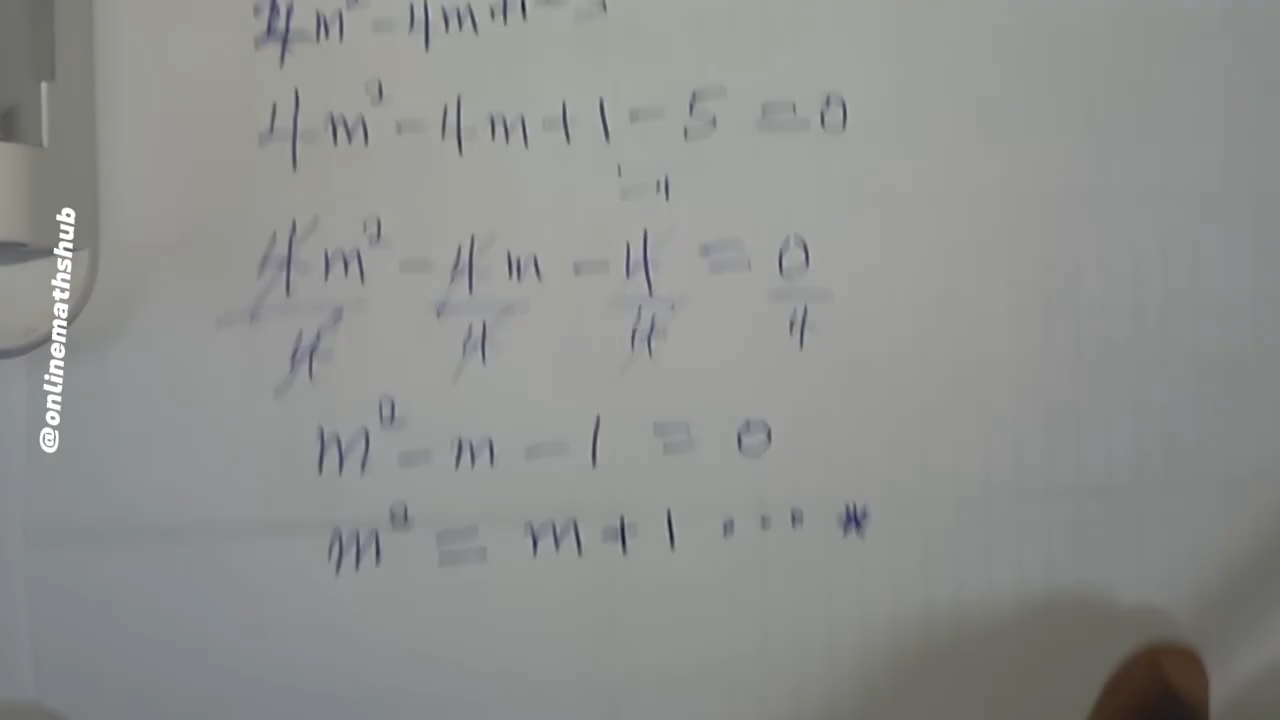 4m² - 4m + 1 - 5 = 0
- 4
4m² - 4m - 4 = 0
4 4 4 4
m² - m - 1 = 0
m² = m + 1 ... *
@onlinemathshub